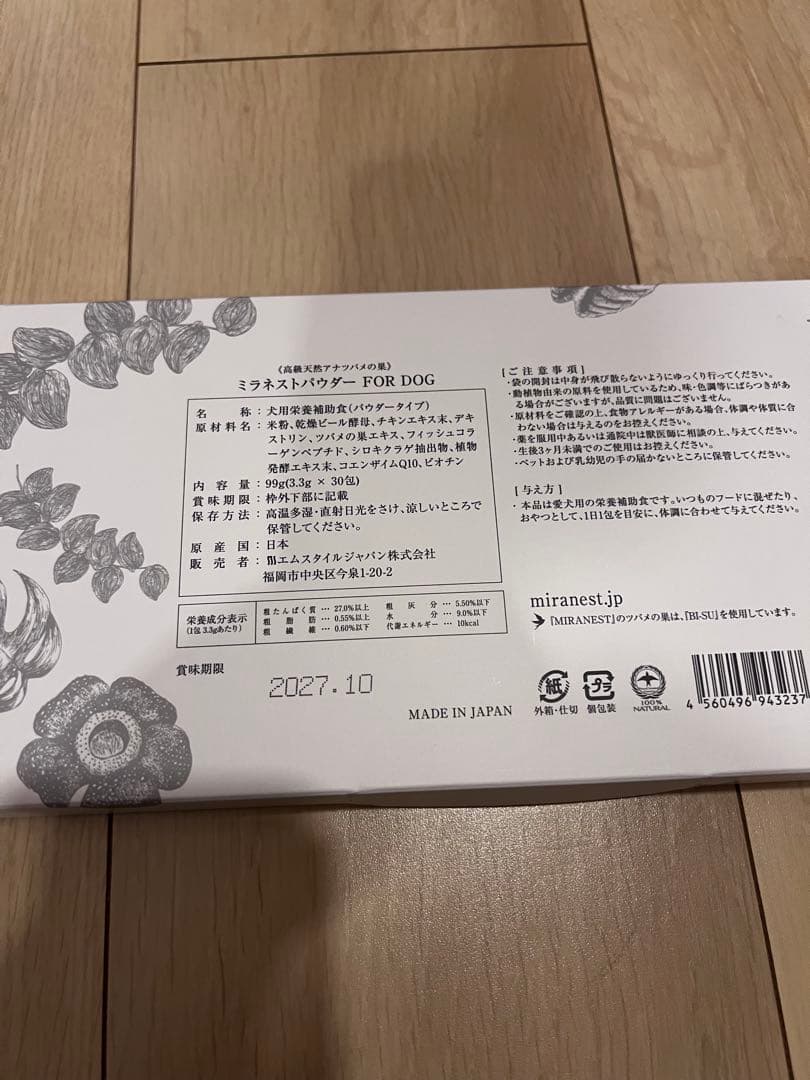 《高級天然アナツバメの巣》
ミラネストパウダー FOR DOG
名称：犬用栄養補助食(パウダータイプ)
原材料名：米粉、乾燥ビール酵母、チキンエキス末、デキ
ストリン、ツバメの巣エキス、フィッシュコラ
ーゲンペプチド、シロキクラゲ抽出物、植物
発酵エキス末、コエンザイムQ10、ビオチン
内容量：99g(3.3g × 30包)
賞味期限：枠外下部に記載
保存方法：高温多湿・直射日光をさけ、涼しいところで
保管してください。
原産国：日本
販売者：エムスタイルジャパン株式会社
福岡市中央区今泉1-20-2
栄養成分表示
(1包 3.3gあたり)
粗たんぱく質 … 27.0%以上 粗灰分 … 5.50%以下
粗脂肪 … 0.55%以上 水分 … 9.0%以下
粗繊維 … 0.60%以下 代謝エネルギー … 10kcal
賞味期限
2027.10
MADE IN JAPAN
[ご注意事項]
・袋の開封は中身が飛び散らないようにゆっくり行ってください。
・動植物由来の原料を使用しているため、味・色調等にばらつきがあ
る場合がございますが、品質に問題はございません。
・原材料をご確認の上、食物アレルギーがある場合、体調や体質に合
わない場合は与えるのをお控えください。
・薬を服用中あるいは通院中は獣医師に相談の上、与えてください。
・生後3ヶ月未満でのご使用はお控えください。
・ペットおよび乳幼児の手の届かないところに保管してください。
[与え方]
・本品は愛犬用の栄養補助食です。いつものフードに混ぜたり、
おやつとして、1日1包を目安に、体調に合わせて与えてください。
miranest.jp
『MIRANEST』のツバメの巣は、『BI-SU』を使用しています。
紙
外箱・仕切
プラ
個包装
100%
NATURAL
4 560496 943237